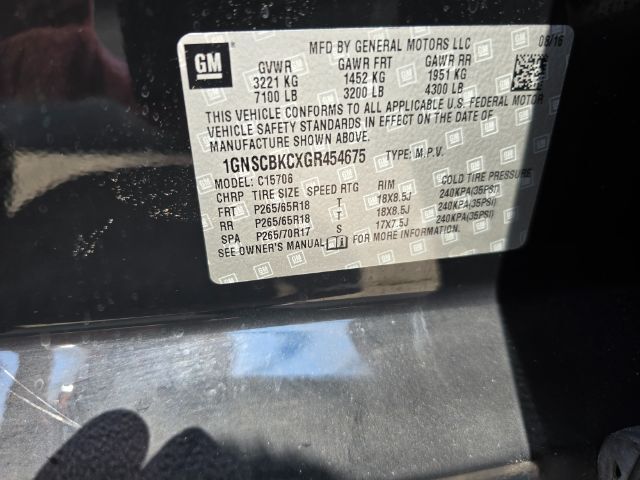 GM
MFD BY GENERAL MOTORS LLC 08/16
GVWR GAWR FRT GAWR RR
3221 KG 1452 KG 1951 KG
7100 LB 3200 LB 4300 LB
THIS VEHICLE CONFORMS TO ALL APPLICABLE U.S. FEDERAL MOTOR
VEHICLE SAFETY STANDARDS IN EFFECT ON THE DATE OF
MANUFACTURE SHOWN ABOVE.
1GNSCBKCXGR454675 TYPE: M.P.V.
MODEL: C15706
CHRP TIRE SIZE SPEED RTG RIM COLD TIRE PRESSURE
FRT P265/65R18 T 18X8.5J 240KPA(35PSI)
RR P265/65R18 T 18X8.5J 240KPA(35PSI)
SPA P265/70R17 S 17X7.5J 240KPA(35PSI)
SEE OWNER'S MANUAL FOR MORE INFORMATION.